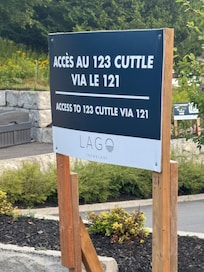 ACCÈS AU 123 CUTTLE
VIA LE 121
ACCESS TO 123 CUTTLE VIA 121
LAGO